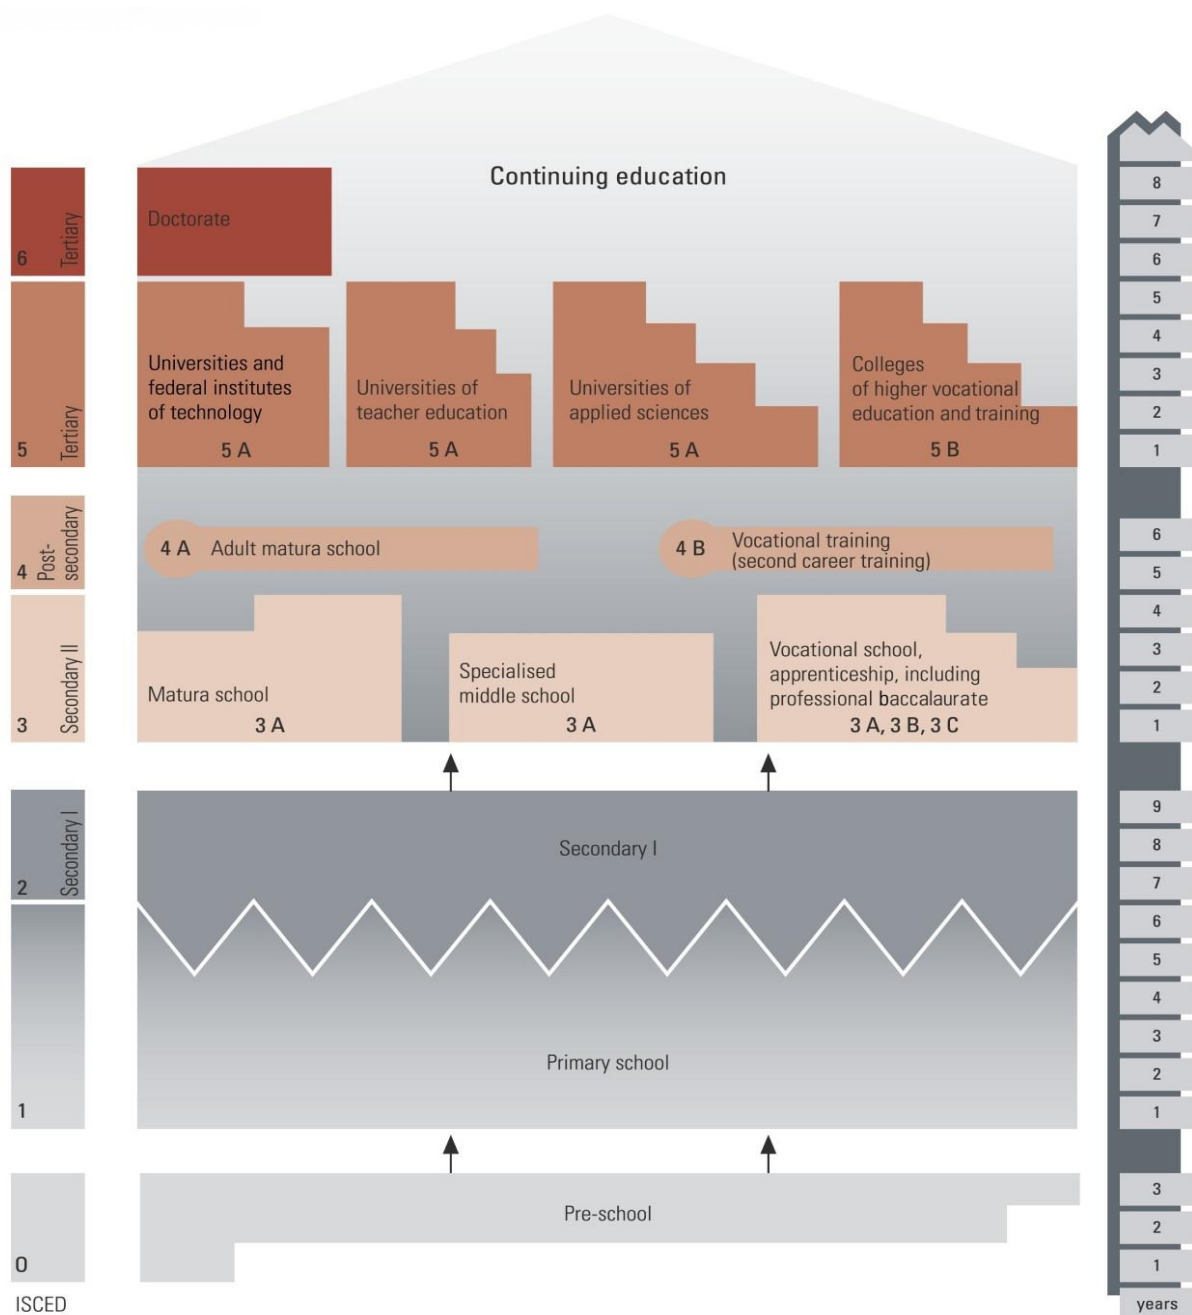 Continuing education
6
Tertiary
Doctorate
5
Tertiary
Universities and
federal institutes
of technology
5 A
Universities of
teacher education
5 A
Universities of
applied sciences
5 A
Colleges
of higher vocational
education and training
5 B
4
Post-
secondary
4 A
Adult matura school
4 B
Vocational training
(second career training)
3
Secondary II
Matura school
3 A
Specialised
middle school
3 A
Vocational school,
apprenticeship, including
professional baccalaurate
3 A, 3 B, 3 C
2
Secondary I
Secondary I
1
Primary school
0
Pre-school
ISCED
8
7
6
5
4
3
2
1
6
5
4
3
2
1
9
8
7
6
5
4
3
2
1
3
2
1
years